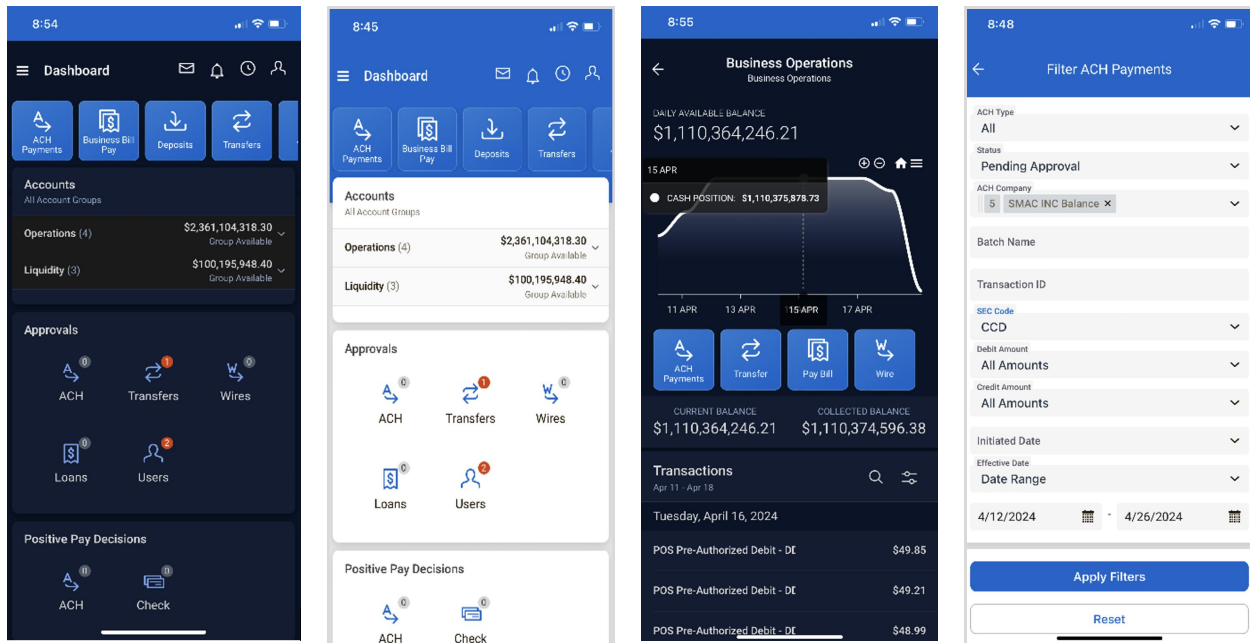 8:54
Dashboard
ACH
Payments
Business Bill
Pay
Deposits
Transfers
Accounts
All Account Groups
Operations (4)
$2,361,104,318.30
Group Available
Liquidity (3)
$100,195,948.40
Group Available
Approvals
0
1
0
ACH
Transfers
Wires
0
2
Loans
Users
Positive Pay Decisions
0
0
ACH
Check
8:45
Dashboard
ACH
Payments
Business Bill
Pay
Deposits
Transfers
Accounts
All Account Groups
Operations (4)
$2,361,104,318.30
Group Available
Liquidity (3)
$100,195,948.40
Group Available
Approvals
0
1
0
ACH
Transfers
Wires
0
2
Loans
Users
Positive Pay Decisions
0
0
ACH
Check
8:55
Business Operations
Business Operations
DAILY AVAILABLE BALANCE
$1,110,364,246.21
15 APR
CASH POSITION: $1,110,375,878.73
11 APR
13 APR
15 APR
17 APR
ACH
Payments
Transfer
Pay Bill
Wire
CURRENT BALANCE
$1,110,364,246.21
COLLECTED BALANCE
$1,110,374,596.38
Transactions
Apr 11 - Apr 18
Tuesday, April 16, 2024
POS Pre-Authorized Debit - DE $49.85
POS Pre-Authorized Debit - DE $49.21
POS Pre-Authorized Debit - DE $48.99
8:48
Filter ACH Payments
ACH Type
All
Status
Pending Approval
ACH Company
5 SMAC INC Balance ×
Batch Name
Transaction ID
SEC Code
CCD
Debit Amount
All Amounts
Credit Amount
All Amounts
Initiated Date
Effective Date
Date Range
4/12/2024 - 4/26/2024
Apply Filters
Reset